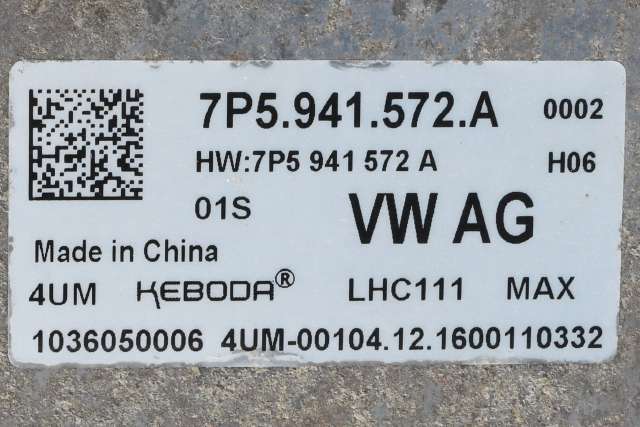 7P5.941.572.A 0002
HW:7P5 941 572 A H06
01S VW AG
Made in China
4UM KEBODA® LHC111 MAX
1036050006 4UM-00104.12.1600110332